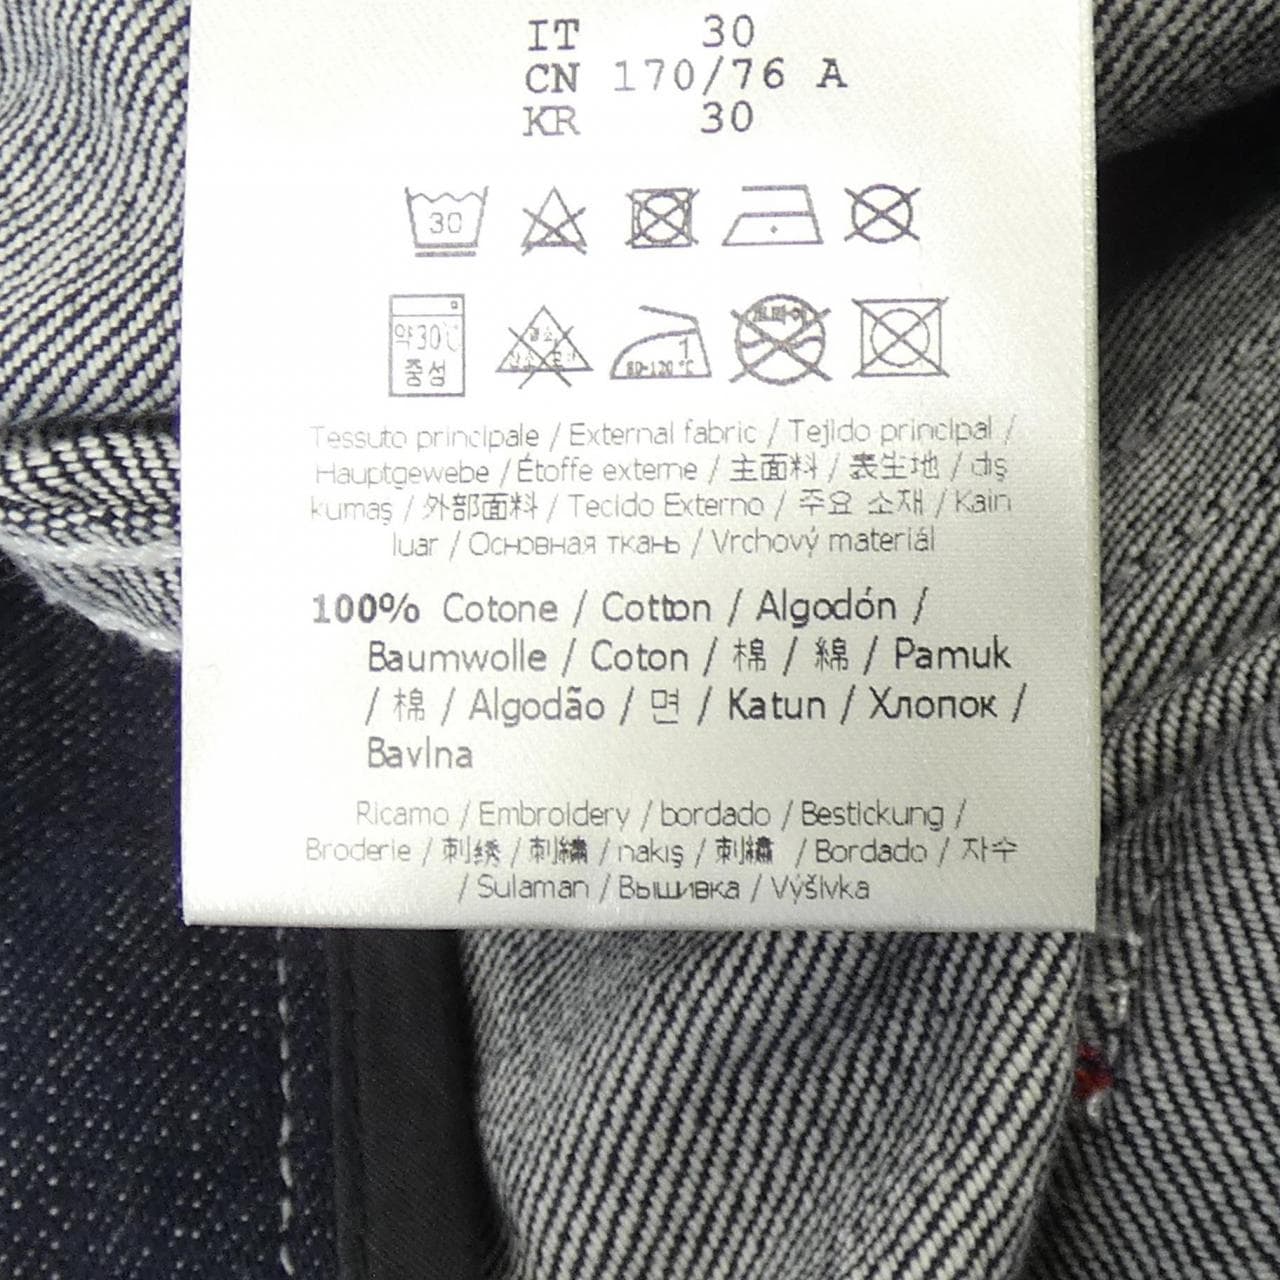 IT 30
CN 170/76 A
KR 30
30
약30℃
중성
1
80-120℃
Tessuto principale / External fabric / Tejido principal /
Hauptgewebe / Étoffe externe / 主面料 / 表生地 / dış
kumaş / 外部面料 / Tecido Externo / 주요 소재 / Kain
luar / Основная ткань / Vrchový materiál
100% Cotone / Cotton / Algodón /
Baumwolle / Coton / 棉 / 綿 / Pamuk
/ 棉 / Algodão / 면 / Katun / Хлопок /
Bavlna
Ricamo / Embroidery / bordado / Bestickung /
Broderie / 刺绣 / 刺繍 / nakış / 刺繡 / Bordado / 자수
/ Sulaman / Вышивка / Výšivka